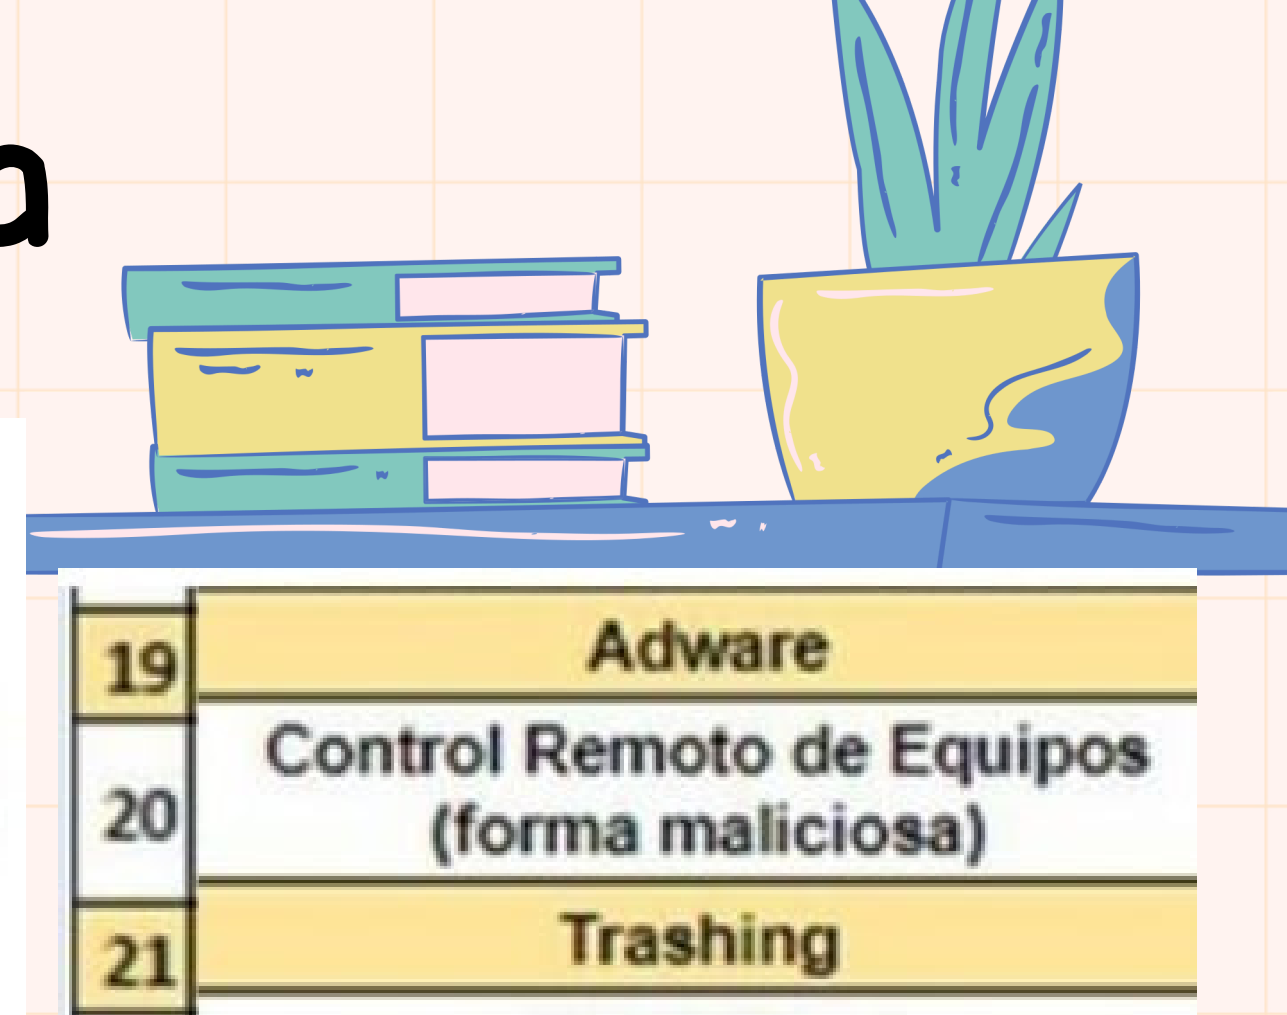 a
19 Adware
20 Control Remoto de Equipos
(forma maliciosa)
21 Trashing